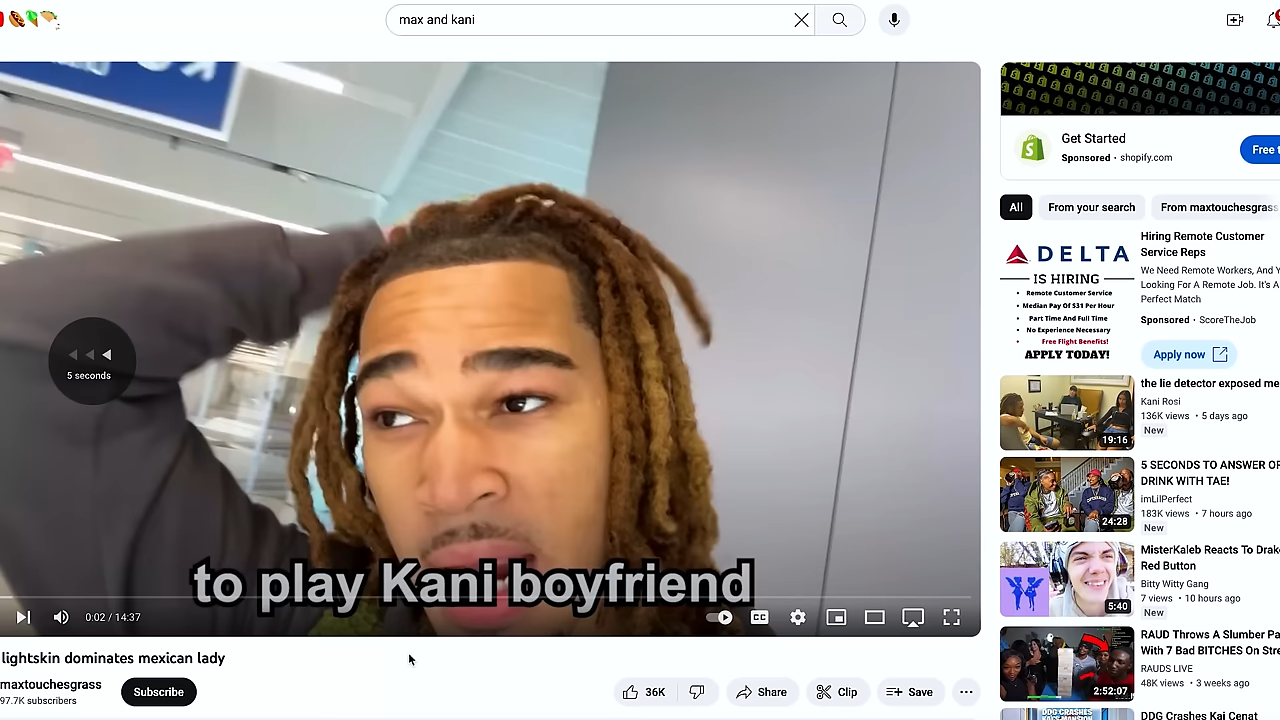 max and kani
5 seconds
to play Kani boyfriend
0:02 / 14:37
CC
lightskin dominates mexican lady
maxtouchesgrass
97.7K subscribers
Subscribe
36K
Share
Clip
Save
Get Started
Sponsored · shopify.com
Free t
All
From your search
From maxtouchesgrass
DELTA
IS HIRING
• Remote Customer Service
• Median Pay Of $31 Per Hour
• Part Time And Full Time
• No Experience Necessary
• Free Flight Benefits!
APPLY TODAY!
Hiring Remote Customer
Service Reps
We Need Remote Workers, And Y
Looking For A Remote Job. It's A
Perfect Match
Sponsored · ScoreTheJob
Apply now
19:16
the lie detector exposed me
Kani Rosi
136K views · 5 days ago
New
24:28
5 SECONDS TO ANSWER OR
DRINK WITH TAE!
imLilPerfect
183K views · 7 hours ago
New
5:40
MisterKaleb Reacts To Drak
Red Button
Bitty Witty Gang
7 views · 10 hours ago
New
2:52:07
RAUD Throws A Slumber Pa
With 7 Bad BITCHES On Stre
RAUDS LIVE
48K views · 3 weeks ago
DDG CRASHES
DDG Crashes Kai Cenat